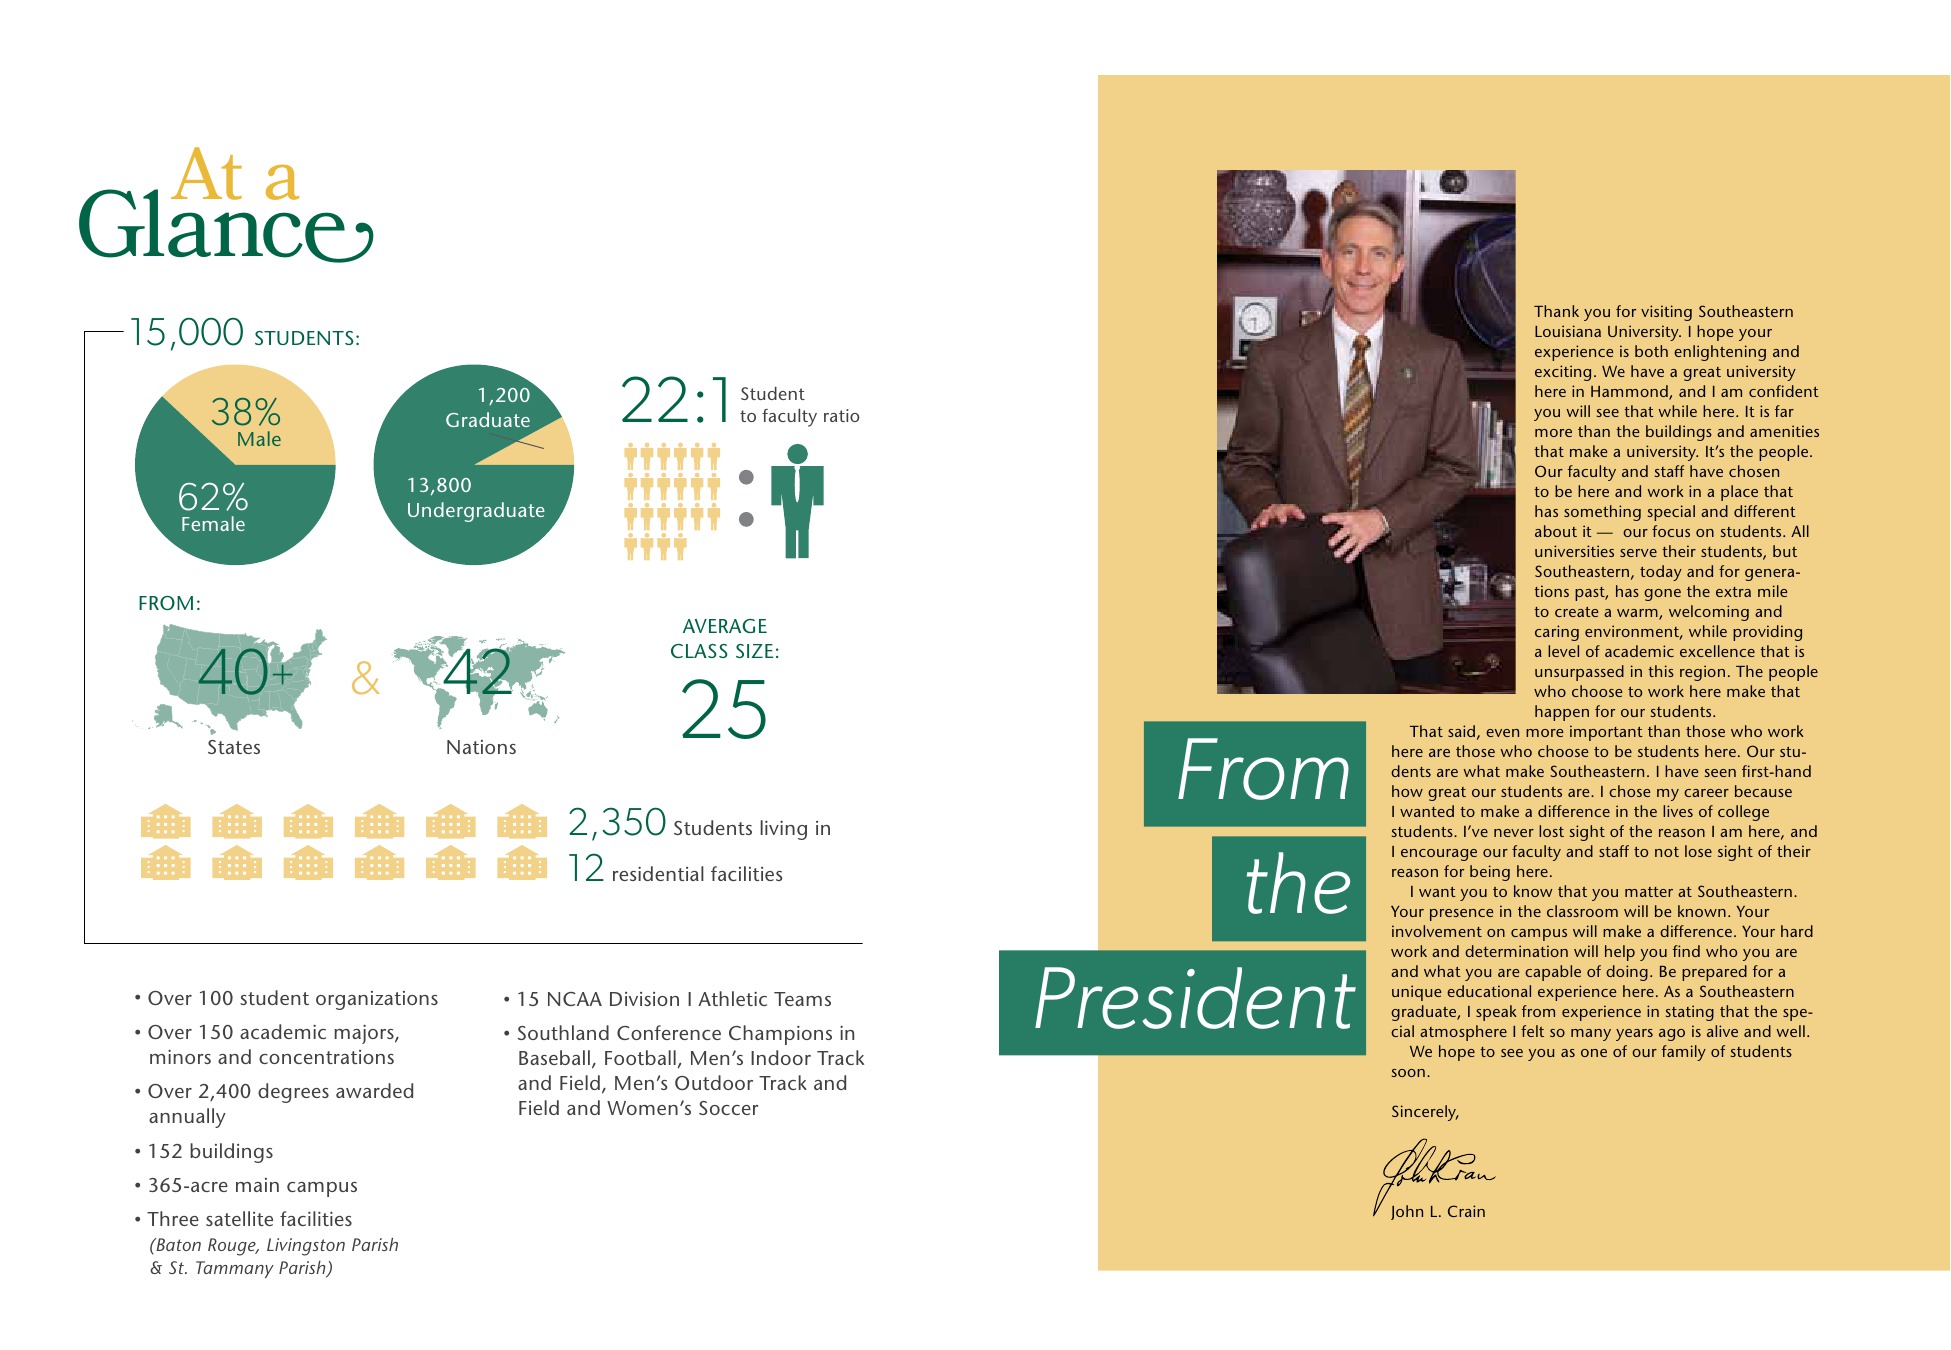 At a
Glance
15,000 STUDENTS:
38%
Male
62%
Female
1,200
Graduate
13,800
Undergraduate
22:1 Student
to faculty ratio
FROM:
40+
States
&
42
Nations
AVERAGE
CLASS SIZE:
25
2,350 Students living in
12 residential facilities
• Over 100 student organizations
• Over 150 academic majors,
minors and concentrations
• Over 2,400 degrees awarded
annually
• 152 buildings
• 365-acre main campus
• Three satellite facilities
(Baton Rouge, Livingston Parish
& St. Tammany Parish)
• 15 NCAA Division I Athletic Teams
• Southland Conference Champions in
Baseball, Football, Men’s Indoor Track
and Field, Men’s Outdoor Track and
Field and Women’s Soccer
From
the
President
Thank you for visiting Southeastern
Louisiana University. I hope your
experience is both enlightening and
exciting. We have a great university
here in Hammond, and I am confident
you will see that while here. It is far
more than the buildings and amenities
that make a university. It’s the people.
Our faculty and staff have chosen
to be here and work in a place that
has something special and different
about it — our focus on students. All
universities serve their students, but
Southeastern, today and for genera-
tions past, has gone the extra mile
to create a warm, welcoming and
caring environment, while providing
a level of academic excellence that is
unsurpassed in this region. The people
who choose to work here make that
happen for our students.
That said, even more important than those who work
here are those who choose to be students here. Our stu-
dents are what make Southeastern. I have seen first-hand
how great our students are. I chose my career because
I wanted to make a difference in the lives of college
students. I’ve never lost sight of the reason I am here, and
I encourage our faculty and staff to not lose sight of their
reason for being here.
I want you to know that you matter at Southeastern.
Your presence in the classroom will be known. Your
involvement on campus will make a difference. Your hard
work and determination will help you find who you are
and what you are capable of doing. Be prepared for a
unique educational experience here. As a Southeastern
graduate, I speak from experience in stating that the spe-
cial atmosphere I felt so many years ago is alive and well.
We hope to see you as one of our family of students
soon.
Sincerely,
John L Crain
John L. Crain